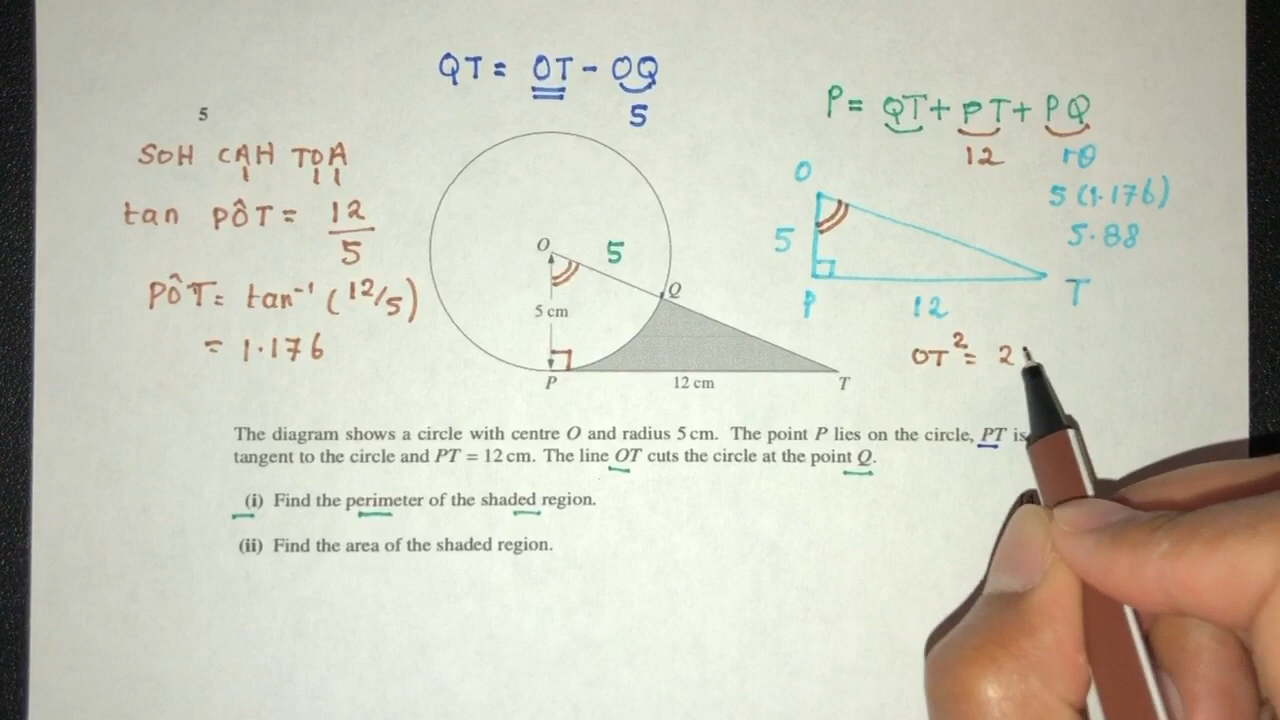 QT = OT - OQ
5
5
SOH CAH TOA
tan PÔT = 12/5
PÔT = tan⁻¹ (12/5)
= 1.176
P = QT + PT + PQ
12 rθ
5 (1.176)
5.88
O
5
P
12
T
OT² = 2
O
5
Q
5 cm
P
12 cm
T
The diagram shows a circle with centre O and radius 5 cm. The point P lies on the circle, PT is
tangent to the circle and PT = 12 cm. The line OT cuts the circle at the point Q.
(i) Find the perimeter of the shaded region.
(ii) Find the area of the shaded region.